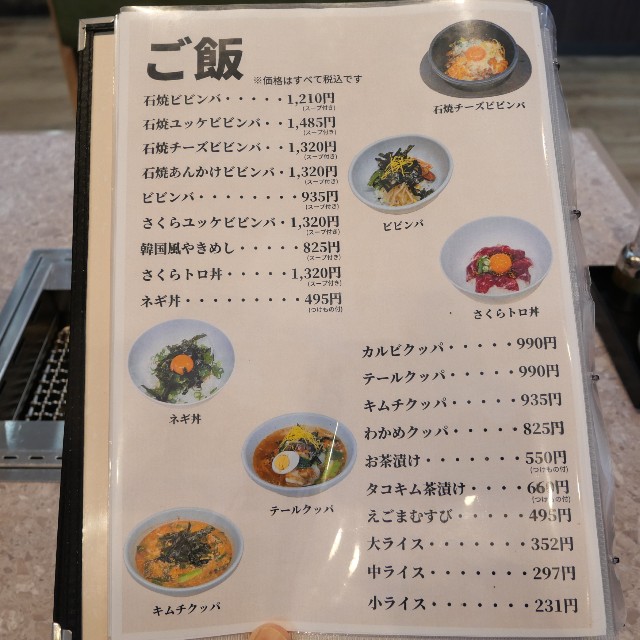 ご飯
※価格はすべて税込です
石焼ビビンバ・・・・・1,210円
(スープ付き)
石焼ユッケビビンバ・・1,485円
(スープ付き)
石焼チーズビビンバ・・1,320円
(スープ付き)
石焼あんかけビビンバ・1,320円
(スープ付き)
ビビンバ・・・・・・・・935円
(スープ付き)
さくらユッケビビンバ・1,320円
(スープ付き)
韓国風やきめし・・・・・825円
(スープ付き)
さくらトロ丼・・・・・1,320円
(スープ付き)
ネギ丼・・・・・・・・・495円
(つけもの付)
石焼チーズビビンバ
ビビンバ
さくらトロ丼
ネギ丼
テールクッパ
キムチクッパ
カルビクッパ・・・・・990円
テールクッパ・・・・・990円
キムチクッパ・・・・・935円
わかめクッパ・・・・・825円
お茶漬け・・・・・・・550円
(つけもの付)
タコキム茶漬け・・・・660円
(つけもの付)
えごまむすび・・・・・495円
大ライス・・・・・・・352円
中ライス・・・・・・・297円
小ライス・・・・・・・231円